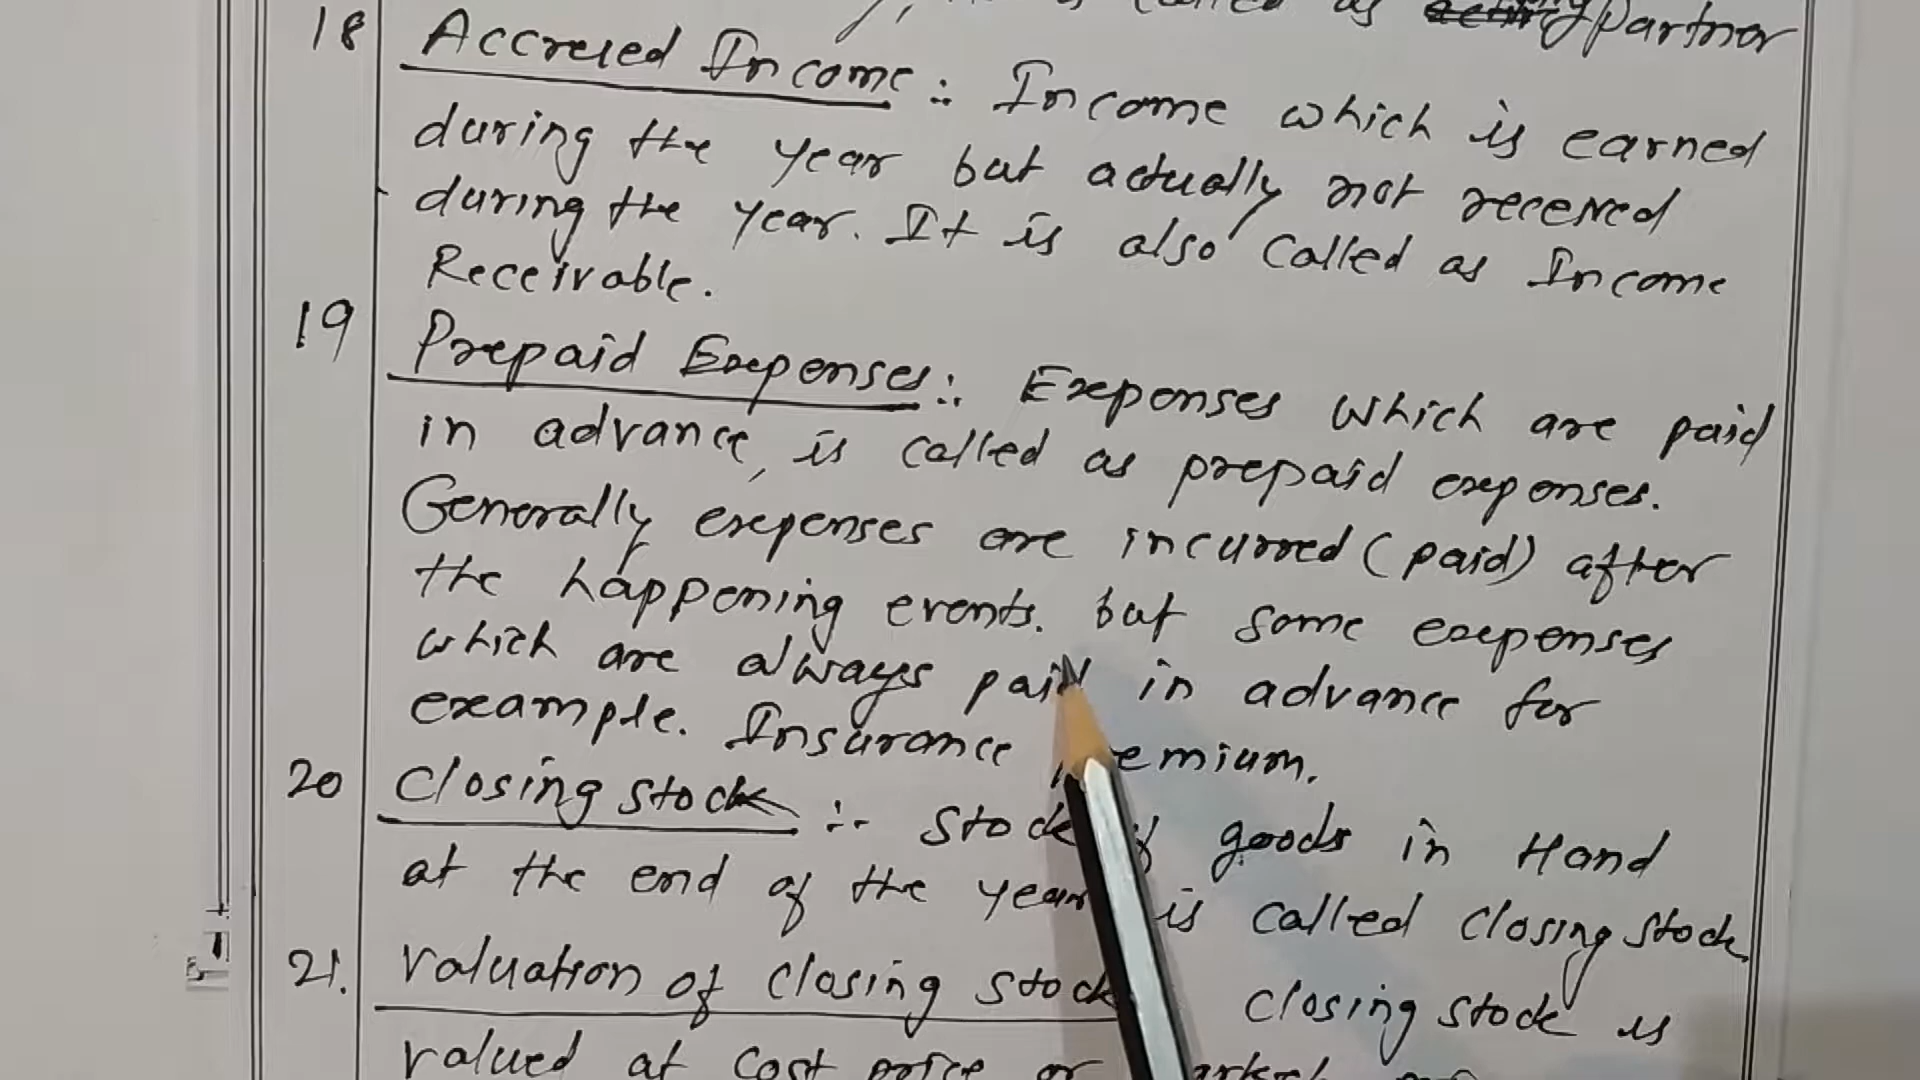 called as partner
18 Accrued Income :- Income which is earned
during the year but actually not received
during the year. It is also called as Income
Receivable.
19 Prepaid Expenses :- Expenses which are paid
in advance, is called as prepaid expenses.
Generally expenses are incurred (paid) after
the happening events. but some expenses
which are always paid in advance for
example. Insurance emium.
20 Closing stock :- Stock of goods in Hand
at the end of the year is called closing stock.
21. Valuation of closing stock closing stock is
valued at cost price or